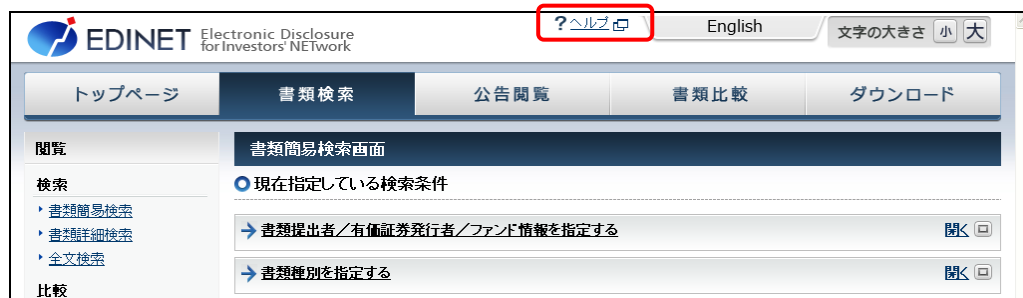 EDINET Electronic Disclosure for Investors' NETwork
?ヘルプ
English
文字の大きさ 小 大
トップページ 書類検索 公告閲覧 書類比較 ダウンロード
閲覧
検索
書類簡易検索
書類詳細検索
全文検索
比較
書類簡易検索画面
現在指定している検索条件
書類提出者／有価証券発行者／ファンド情報を指定する 開く
書類種別を指定する 開く